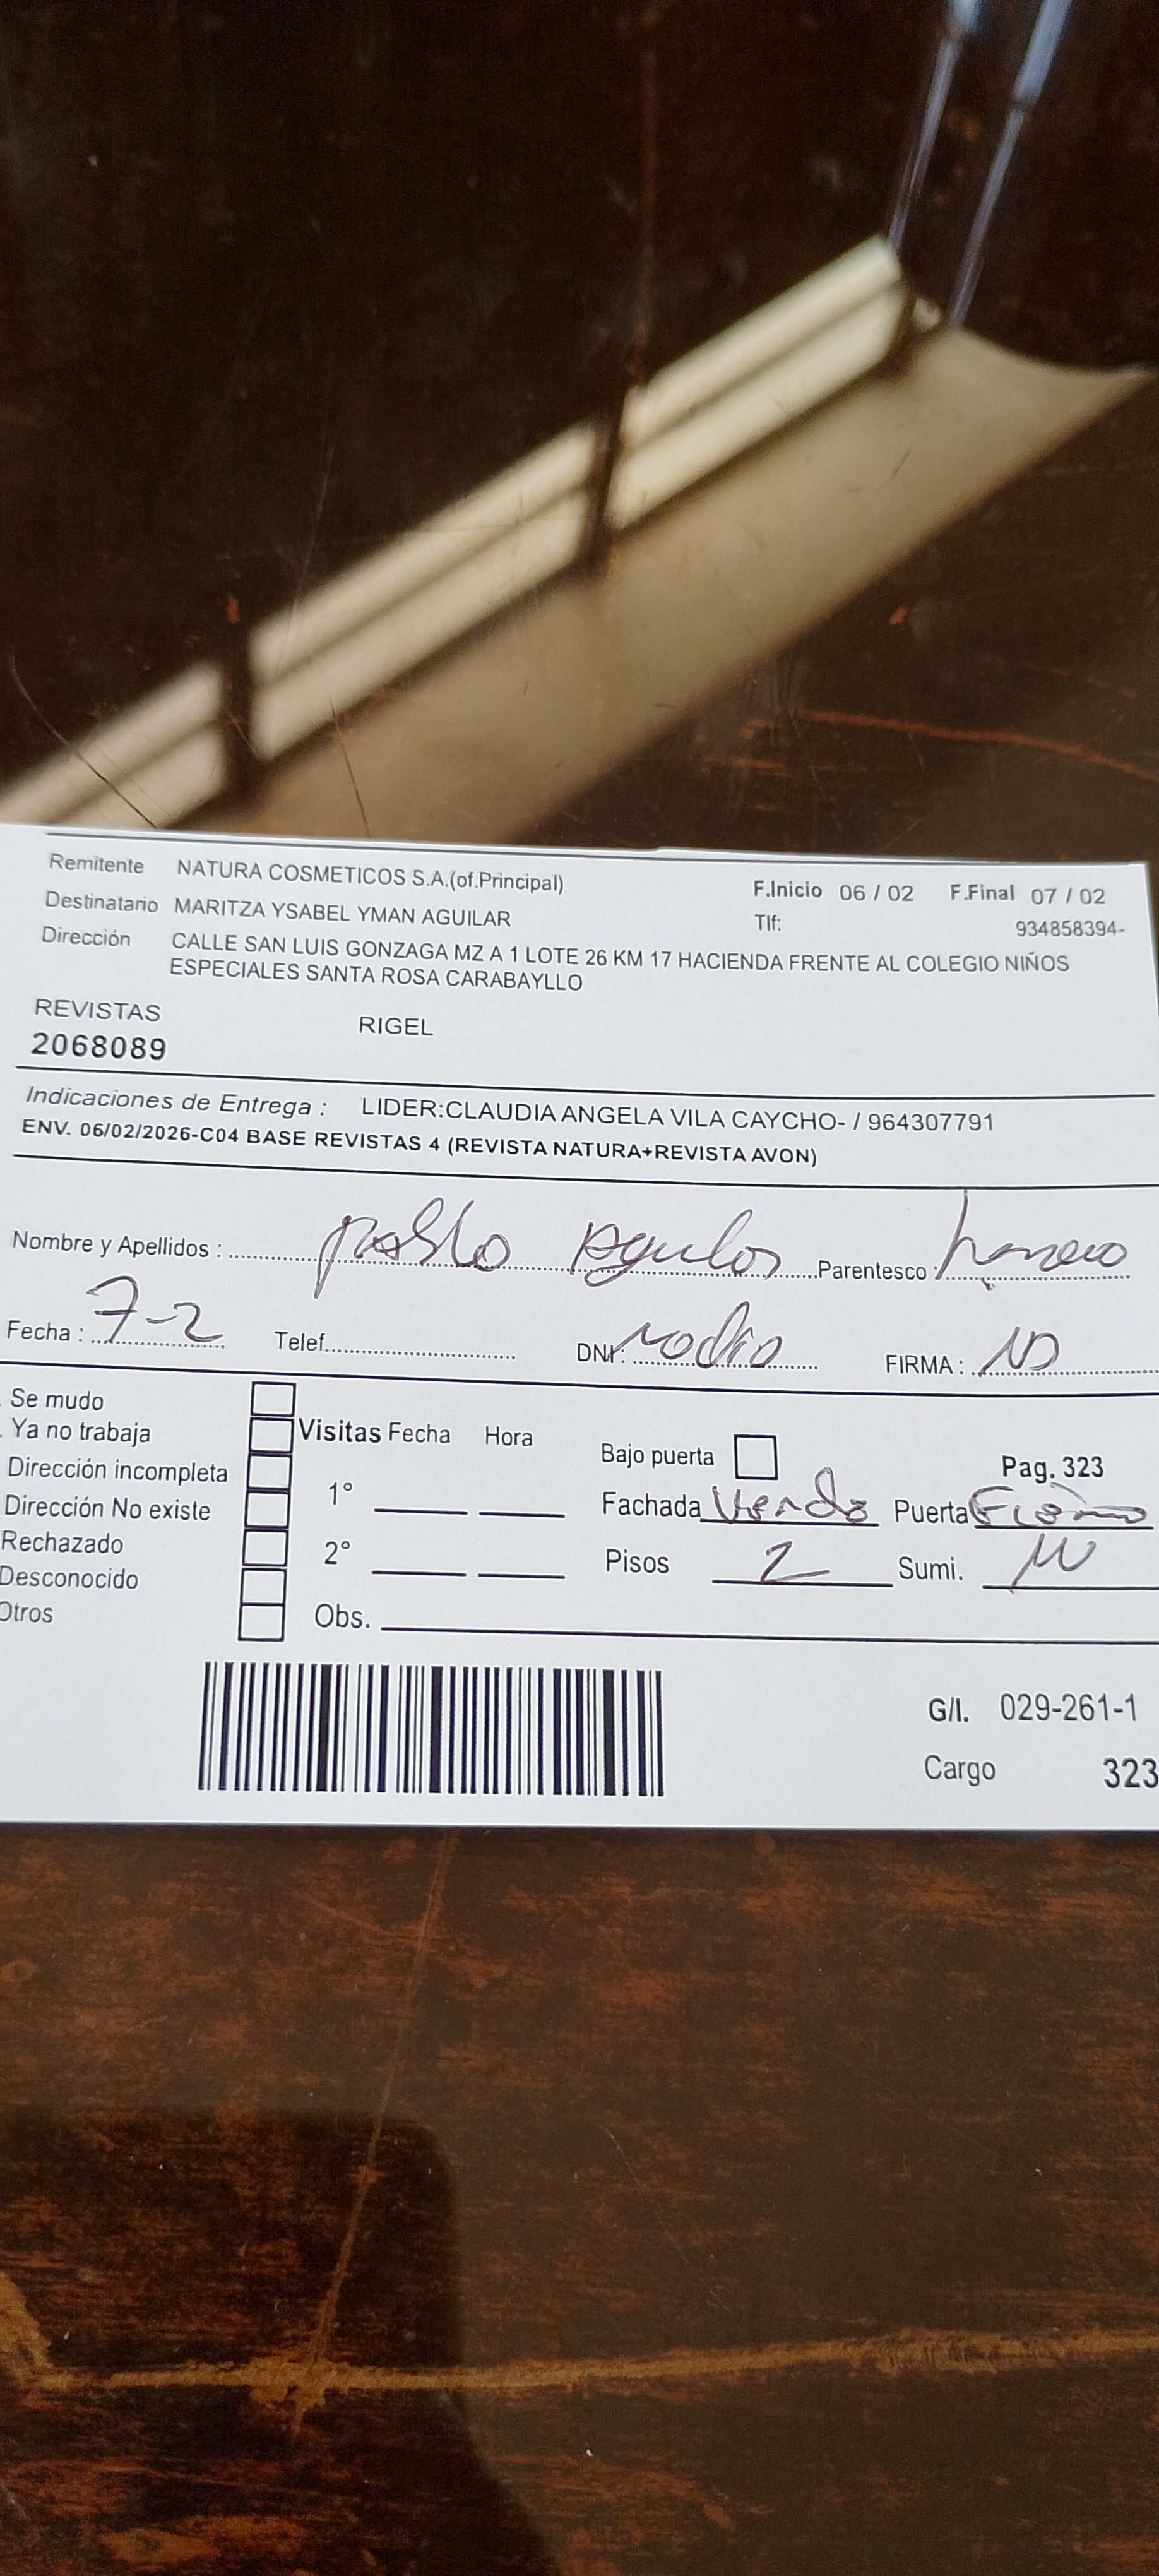 Remitente NATURA COSMETICOS S.A.(of.Principal) F.Inicio 06 / 02 F.Final 07 / 02
Destinatario MARITZA YSABEL YMAN AGUILAR Tlf: 934858394-
Dirección CALLE SAN LUIS GONZAGA MZ A 1 LOTE 26 KM 17 HACIENDA FRENTE AL COLEGIO NIÑOS
ESPECIALES SANTA ROSA CARABAYLLO
REVISTAS RIGEL
2068089
Indicaciones de Entrega : LIDER:CLAUDIA ANGELA VILA CAYCHO- / 964307791
ENV. 06/02/2026-C04 BASE REVISTAS 4 (REVISTA NATURA+REVISTA AVON)
Nombre y Apellidos : pablo Parentesco :
Fecha : 7-2 Telef. DNI: FIRMA :
Se mudo
Ya no trabaja Visitas Fecha Hora
Dirección incompleta Bajo puerta Pag. 323
Dirección No existe 1° Fachada Verde Puerta
Rechazado 2° Pisos 2 Sumi.
Desconocido
Otros Obs.
G/I. 029-261-1
Cargo 323